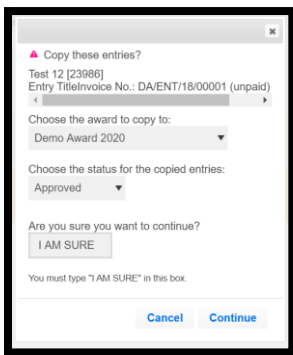 Copy these entries?
Test 12 [23986]
Entry TitleInvoice No.: DA/ENT/18/00001 (unpaid)
Choose the award to copy to:
Demo Award 2020
Choose the status for the copied entries:
Approved
Are you sure you want to continue?
I AM SURE
You must type "I AM SURE" in this box.
Cancel Continue